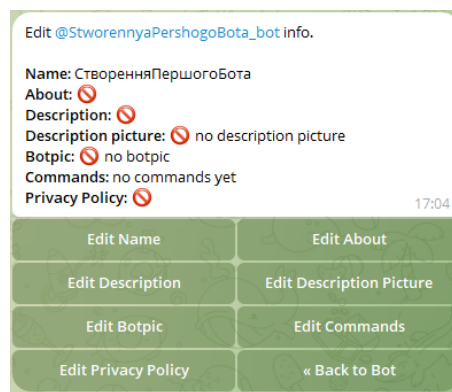 Edit @StworennyaPershogoBota_bot info.
Name: СтворенняПершогоБота
About: 🚫
Description: 🚫
Description picture: 🚫 no description picture
Botpic: 🚫 no botpic
Commands: no commands yet
Privacy Policy: 🚫
17:04
Edit Name
Edit About
Edit Description
Edit Description Picture
Edit Botpic
Edit Commands
Edit Privacy Policy
« Back to Bot